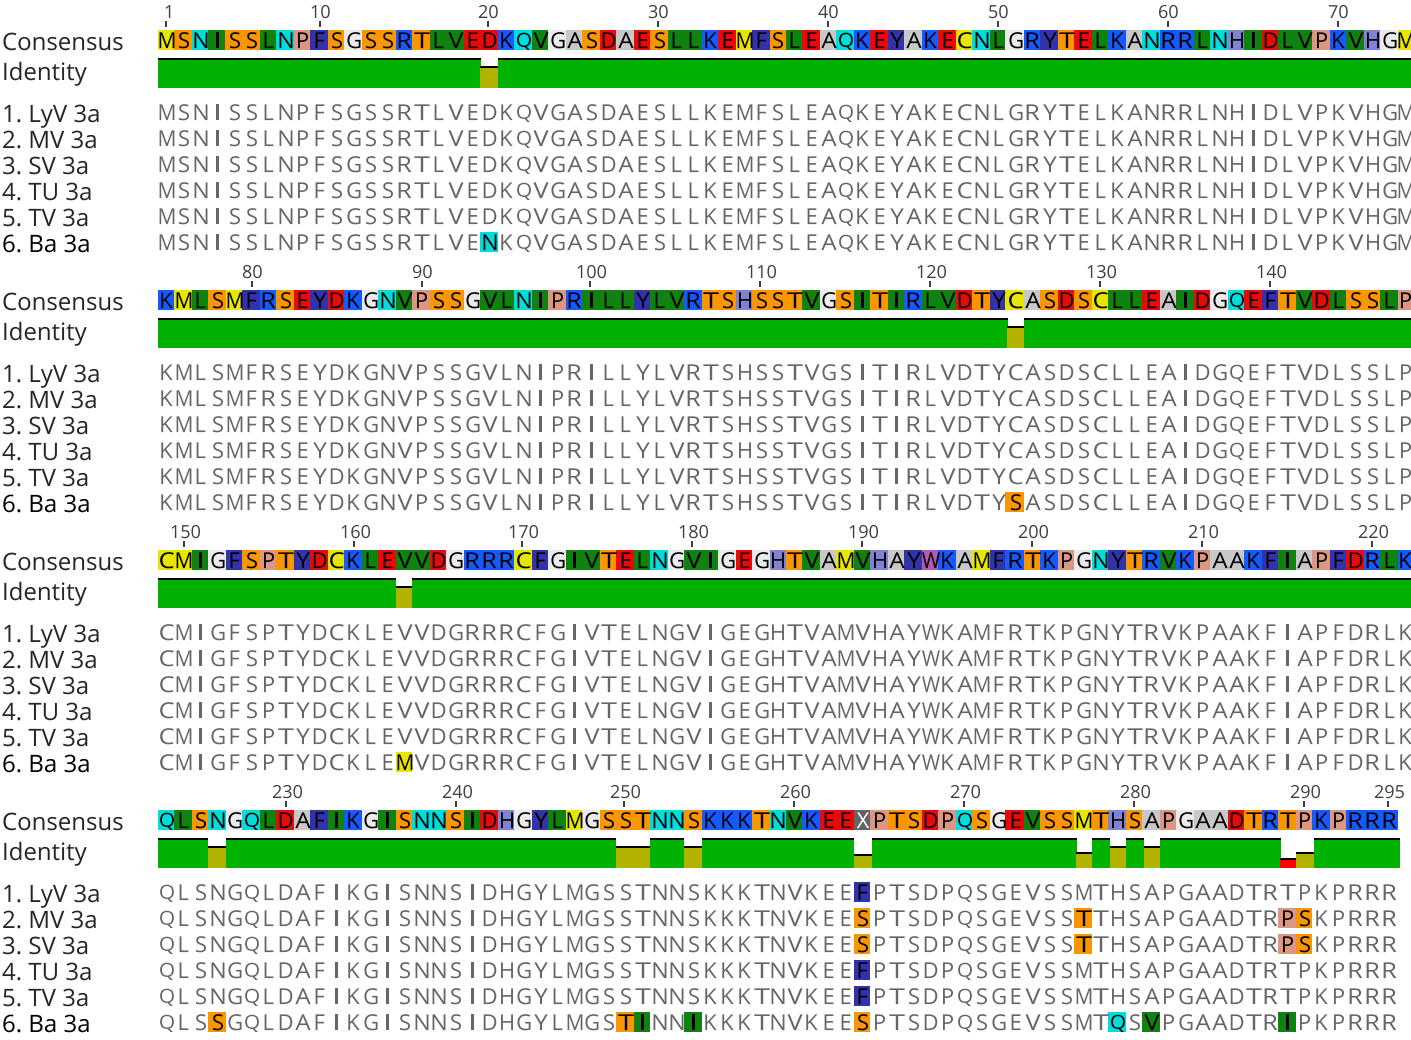 1 10 20 30 40 50 60 70
Consensus MSNISSLNPFSGSSRTLVEDKQVGASDAESLLKEMFSLEAQKEYAKECNLGRYTELKANRRLNHIDLVPKVHGM
Identity
1. LyV 3a MSNISSLNPFSGSSRTLVEDKQVGASDAESLLKEMFSLEAQKEYAKECNLGRYTELKANRRLNHIDLVPKVHGM
2. MV 3a MSNISSLNPFSGSSRTLVEDKQVGASDAESLLKEMFSLEAQKEYAKECNLGRYTELKANRRLNHIDLVPKVHGM
3. SV 3a MSNISSLNPFSGSSRTLVEDKQVGASDAESLLKEMFSLEAQKEYAKECNLGRYTELKANRRLNHIDLVPKVHGM
4. TU 3a MSNISSLNPFSGSSRTLVEDKQVGASDAESLLKEMFSLEAQKEYAKECNLGRYTELKANRRLNHIDLVPKVHGM
5. TV 3a MSNISSLNPFSGSSRTLVEDKQVGASDAESLLKEMFSLEAQKEYAKECNLGRYTELKANRRLNHIDLVPKVHGM
6. Ba 3a MSNISSLNPFSGSSRTLVENKQVGASDAESLLKEMFSLEAQKEYAKECNLGRYTELKANRRLNHIDLVPKVHGM
80 90 100 110 120 130 140
Consensus KMLSMFRSEYDKGNVPSSGVLNIPRILLYLVRTSHSSTVGSITIRLVDTYCASDSCLLEAIDGQEFTVDLSSLP
Identity
1. LyV 3a KMLSMFRSEYDKGNVPSSGVLNIPRILLYLVRTSHSSTVGSITIRLVDTYCASDSCLLEAIDGQEFTVDLSSLP
2. MV 3a KMLSMFRSEYDKGNVPSSGVLNIPRILLYLVRTSHSSTVGSITIRLVDTYCASDSCLLEAIDGQEFTVDLSSLP
3. SV 3a KMLSMFRSEYDKGNVPSSGVLNIPRILLYLVRTSHSSTVGSITIRLVDTYCASDSCLLEAIDGQEFTVDLSSLP
4. TU 3a KMLSMFRSEYDKGNVPSSGVLNIPRILLYLVRTSHSSTVGSITIRLVDTYCASDSCLLEAIDGQEFTVDLSSLP
5. TV 3a KMLSMFRSEYDKGNVPSSGVLNIPRILLYLVRTSHSSTVGSITIRLVDTYCASDSCLLEAIDGQEFTVDLSSLP
6. Ba 3a KMLSMFRSEYDKGNVPSSGVLNIPRILLYLVRTSHSSTVGSITIRLVDTYSASDSCLLEAIDGQEFTVDLSSLP
150 160 170 180 190 200 210 220
Consensus CMIGFSPTYDCKLEVVDGRRRCFGIVTELNGVIGEGHTVAMVHAYWKAMFRTKPGNYTRVKPAAKFIAPFDRLK
Identity
1. LyV 3a CMIGFSPTYDCKLEVVDGRRRCFGIVTELNGVIGEGHTVAMVHAYWKAMFRTKPGNYTRVKPAAKFIAPFDRLK
2. MV 3a CMIGFSPTYDCKLEVVDGRRRCFGIVTELNGVIGEGHTVAMVHAYWKAMFRTKPGNYTRVKPAAKFIAPFDRLK
3. SV 3a CMIGFSPTYDCKLEVVDGRRRCFGIVTELNGVIGEGHTVAMVHAYWKAMFRTKPGNYTRVKPAAKFIAPFDRLK
4. TU 3a CMIGFSPTYDCKLEVVDGRRRCFGIVTELNGVIGEGHTVAMVHAYWKAMFRTKPGNYTRVKPAAKFIAPFDRLK
5. TV 3a CMIGFSPTYDCKLEVVDGRRRCFGIVTELNGVIGEGHTVAMVHAYWKAMFRTKPGNYTRVKPAAKFIAPFDRLK
6. Ba 3a CMIGFSPTYDCKLEMVDGRRRCFGIVTELNGVIGEGHTVAMVHAYWKAMFRTKPGNYTRVKPAAKFIAPFDRLK
230 240 250 260 270 280 290 295
Consensus QLSNGQLDAFIKGISNNSIDHGYLMGSSTNNSKKKTNVKEEXPTSDPQSGEVSSMTHSAPGAADTRTPKPRRR
Identity
1. LyV 3a QLSNGQLDAFIKGISNNSIDHGYLMGSSTNNSKKKTNVKEEFPTSDPQSGEVSSMTHSAPGAADTRTPKPRRR
2. MV 3a QLSNGQLDAFIKGISNNSIDHGYLMGSSTNNSKKKTNVKEESPTSDPQSGEVSSTTHSAPGAADTRPSKPRRR
3. SV 3a QLSNGQLDAFIKGISNNSIDHGYLMGSSTNNSKKKTNVKEESPTSDPQSGEVSSTTHSAPGAADTRPSKPRRR
4. TU 3a QLSNGQLDAFIKGISNNSIDHGYLMGSSTNNSKKKTNVKEEFPTSDPQSGEVSSMTHSAPGAADTRTPKPRRR
5. TV 3a QLSNGQLDAFIKGISNNSIDHGYLMGSSTNNSKKKTNVKEEFPTSDPQSGEVSSMTHSAPGAADTRTPKPRRR
6. Ba 3a QLSSGQLDAFIKGISNNSIDHGYLMGSTINNIKKKTNVKEESPTSDPQSGEVSSMTQSVPGAADTRIPKPRRR